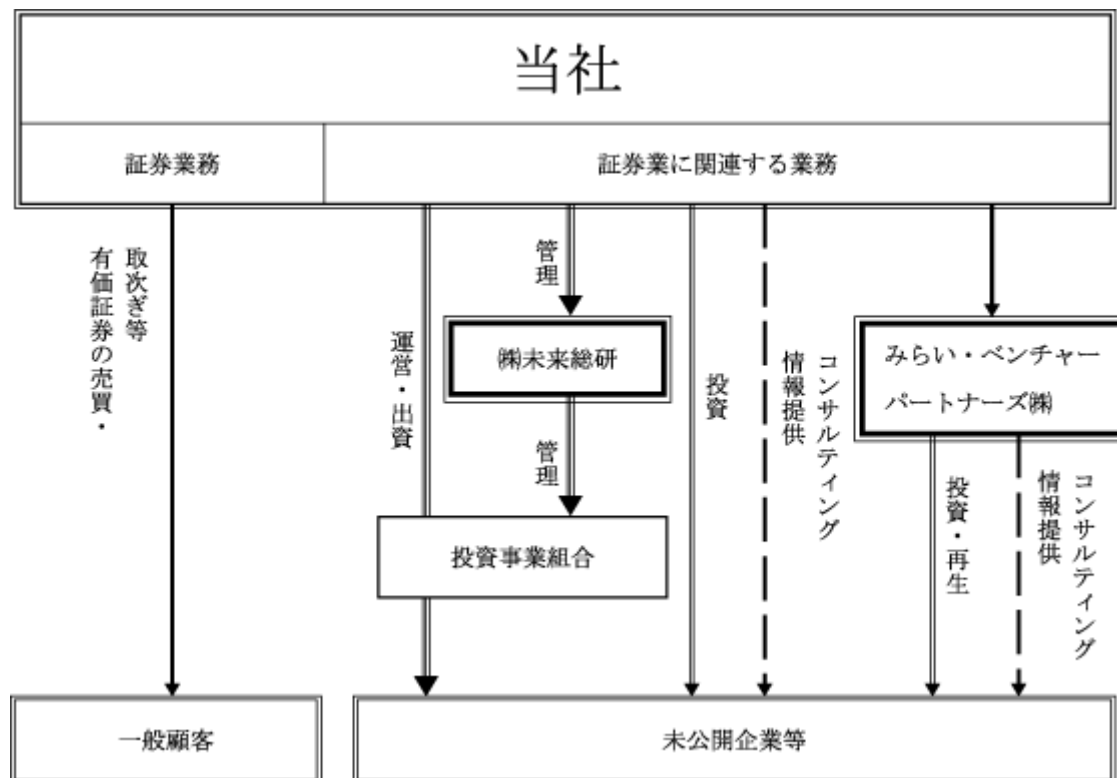 当社
証券業務
証券業に関連する業務
取次ぎ等
有価証券の売買・
運営・出資
管理
㈱未来総研
管理
投資事業組合
投資
コンサルティング
情報提供
みらい・ベンチャー
パートナーズ㈱
投資・再生
コンサルティング
情報提供
一般顧客
未公開企業等